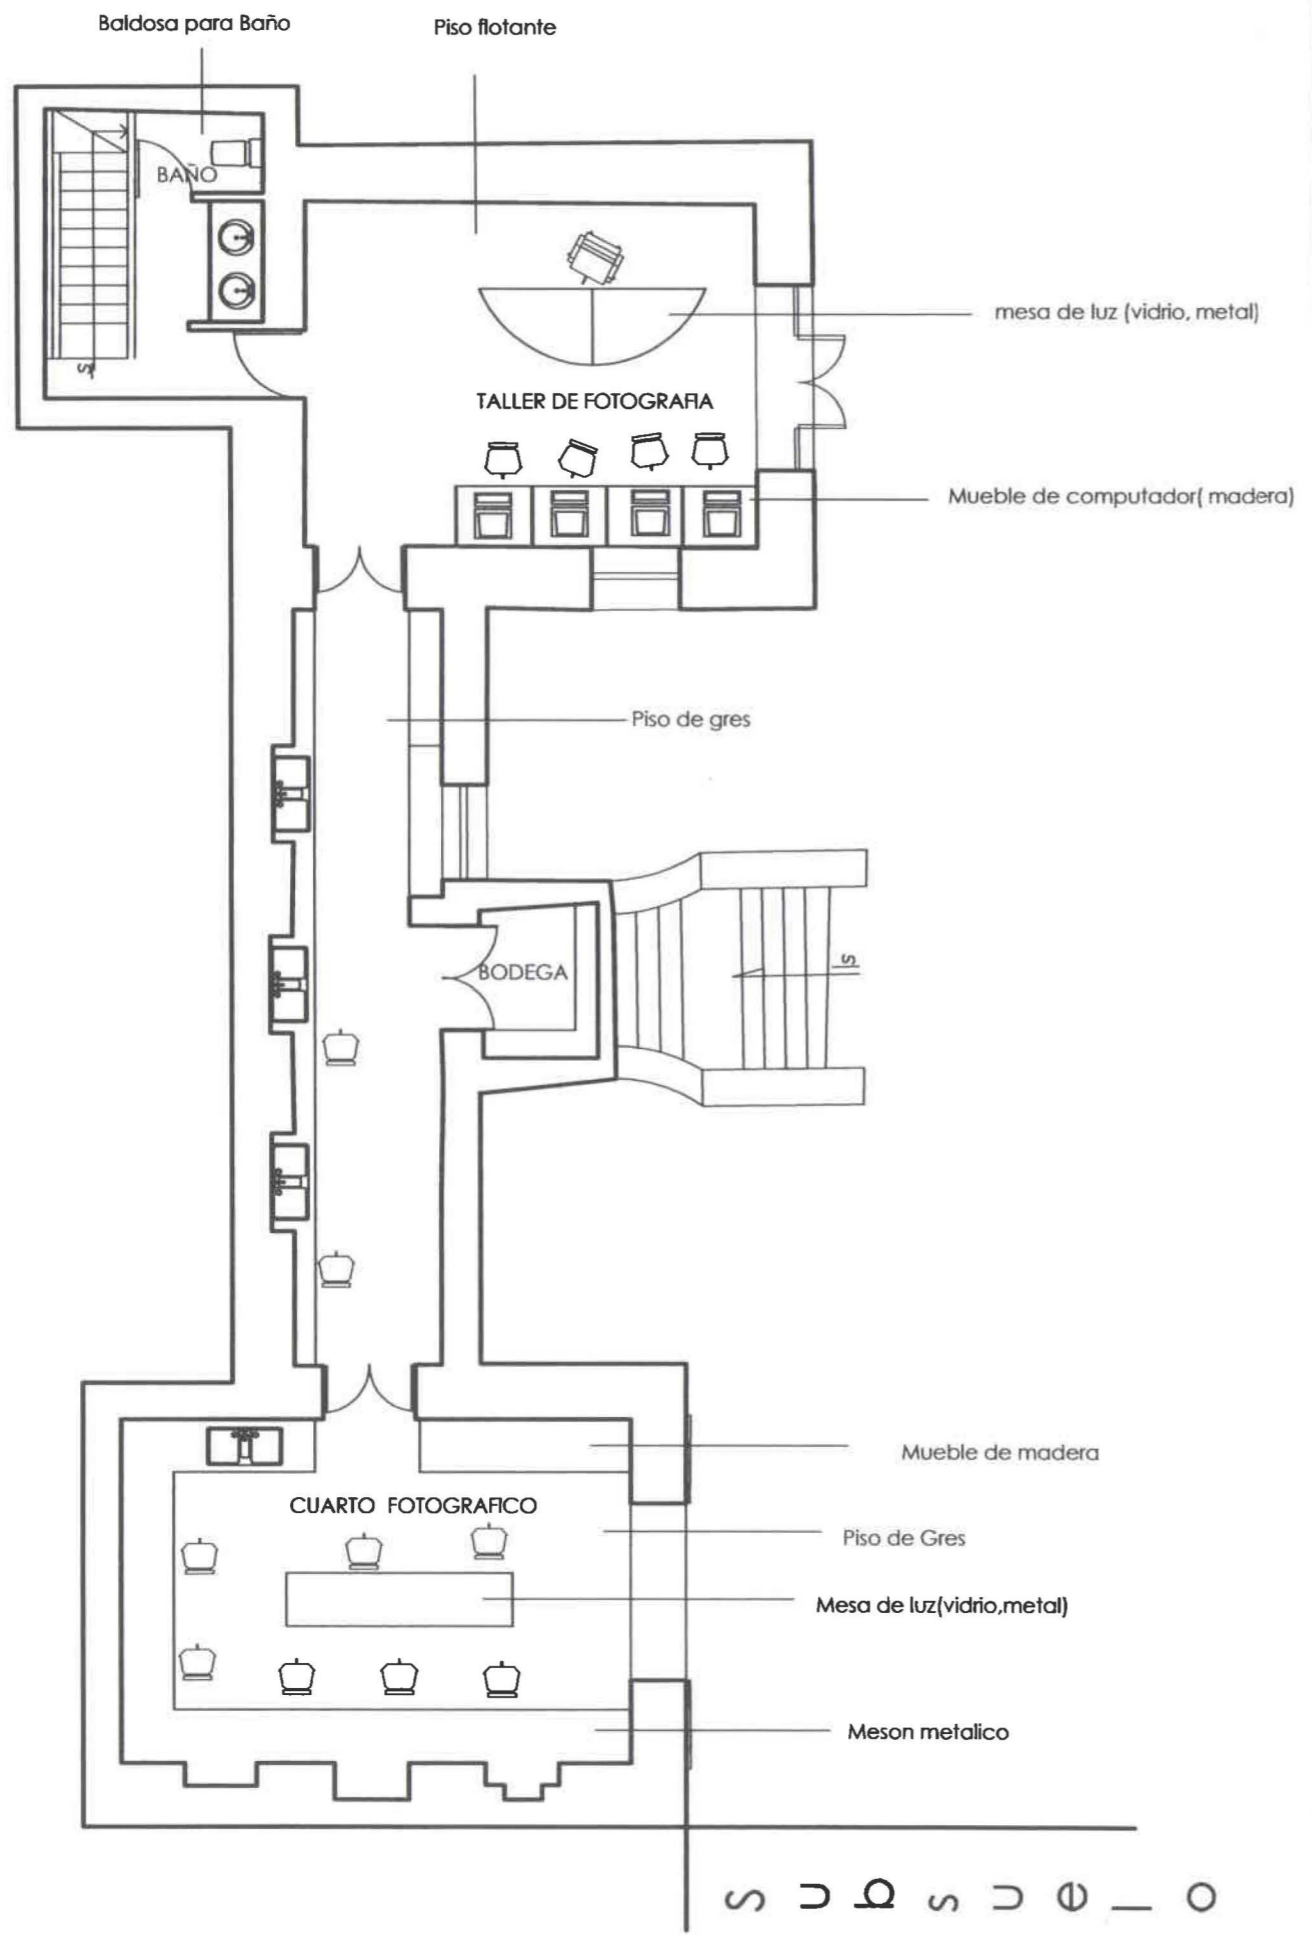 Baldosa para Baño
Piso flotante
BAÑO
mesa de luz (vidrio, metal)
S
TALLER DE FOTOGRAFIA
Mueble de computador( madera)
Piso de gres
S
BODEGA
Mueble de madera
CUARTO FOTOGRAFICO
Piso de Gres
Mesa de luz(vidrio,metal)
Meson metalico
Subsuelo